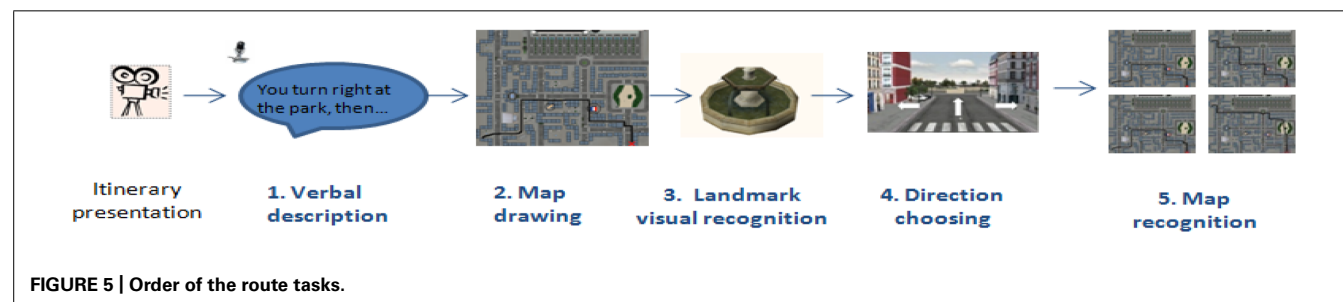 You turn right at
the park, then...
Itinerary
presentation
1. Verbal
description
2. Map
drawing
3. Landmark
visual recognition
4. Direction
choosing
5. Map
recognition
FIGURE 5 | Order of the route tasks.